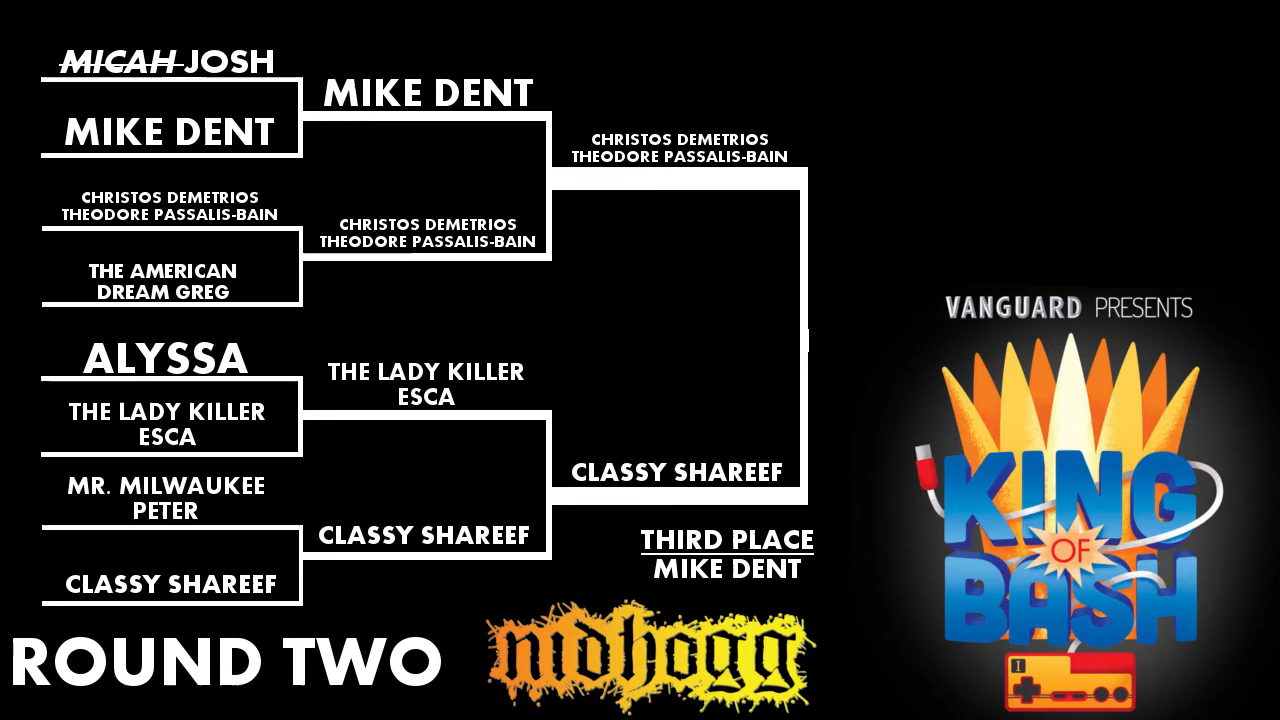 MICAH JOSH
MIKE DENT
CHRISTOS DEMETRIOS
THEODORE PASSALIS-BAIN
THE AMERICAN
DREAM GREG
ALYSSA
THE LADY KILLER
ESCA
MR. MILWAUKEE
PETER
CLASSY SHAREEF
MIKE DENT
CHRISTOS DEMETRIOS
THEODORE PASSALIS-BAIN
THE LADY KILLER
ESCA
CLASSY SHAREEF
CHRISTOS DEMETRIOS
THEODORE PASSALIS-BAIN
CLASSY SHAREEF
THIRD PLACE
MIKE DENT
ROUND TWO
nidhogg
VANGUARD PRESENTS
KING
OF
BASH
I